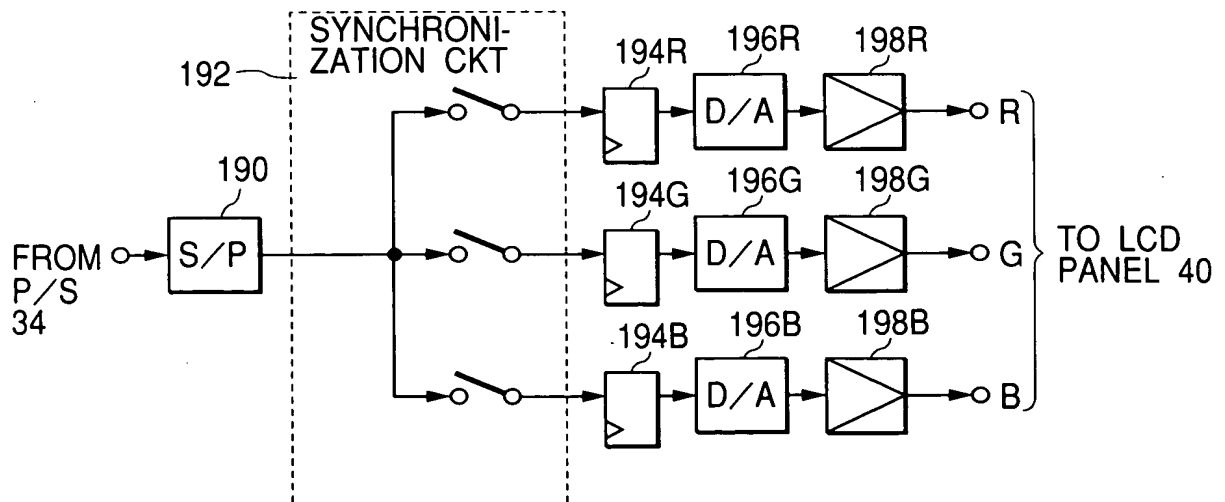 SYNCHRONI-
ZATION CKT
192
194R
196R
198R
D/A
R
190
S/P
FROM
P/S
34
194G
196G
198G
D/A
G
TO LCD
PANEL 40
194B
196B
198B
D/A
B